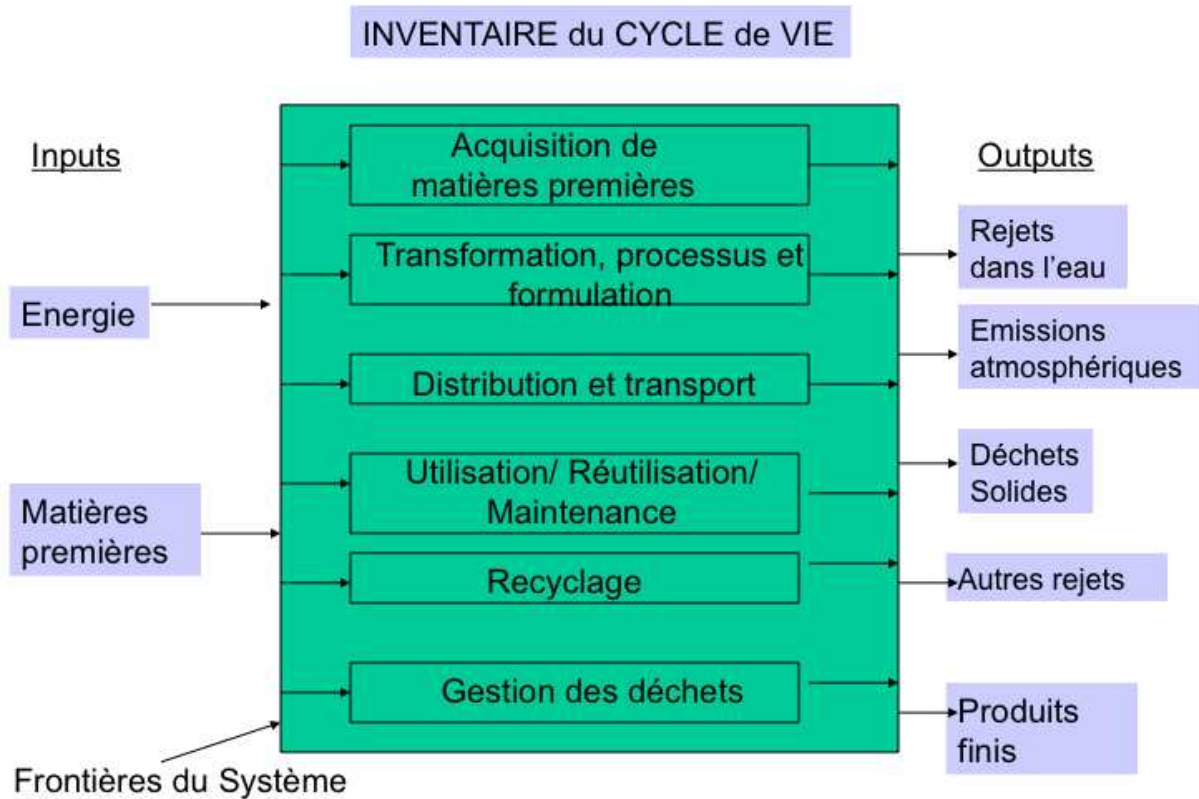 INVENTAIRE du CYCLE de VIE
Inputs
Energie
Matières
premières
Frontières du Système
Acquisition de
matières premières
Transformation, processus et
formulation
Distribution et transport
Utilisation/ Réutilisation/
Maintenance
Recyclage
Gestion des déchets
Outputs
Rejets
dans l'eau
Emissions
atmosphériques
Déchets
Solides
Autres rejets
Produits
finis